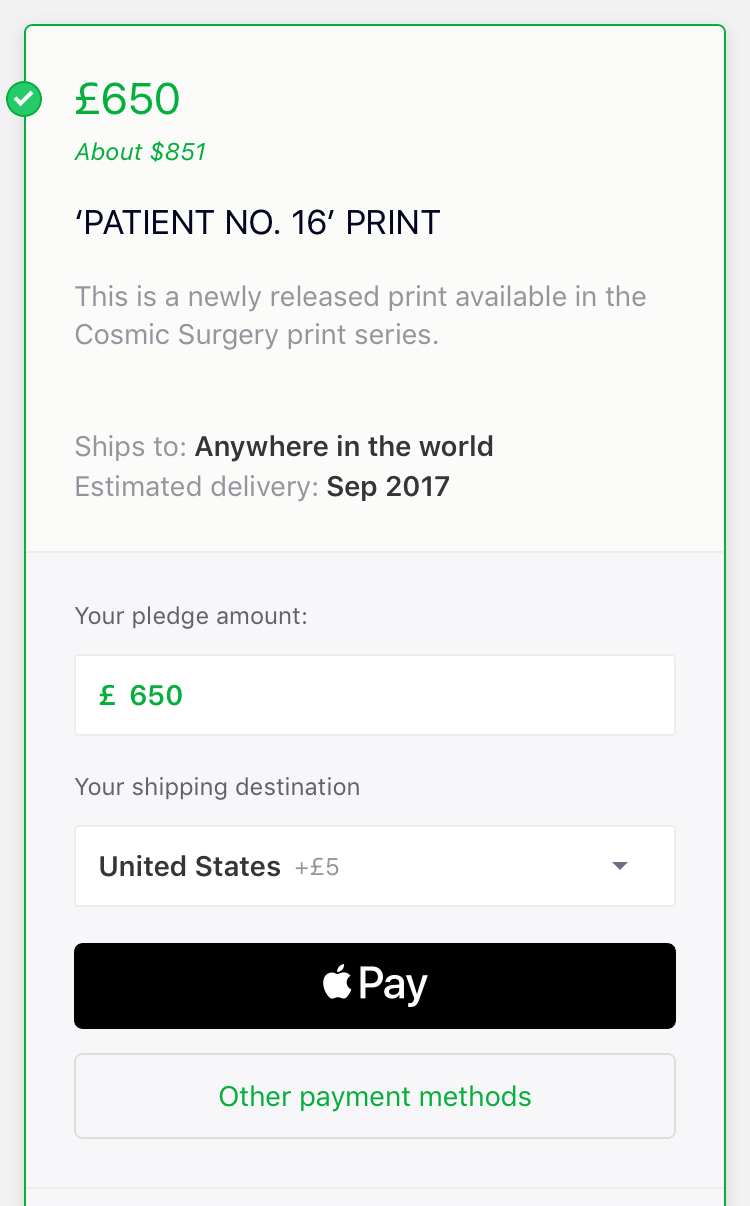 £650
About $851
‘PATIENT NO. 16’ PRINT
This is a newly released print available in the
Cosmic Surgery print series.
Ships to: Anywhere in the world
Estimated delivery: Sep 2017
Your pledge amount:
£ 650
Your shipping destination
United States +£5
Pay
Other payment methods